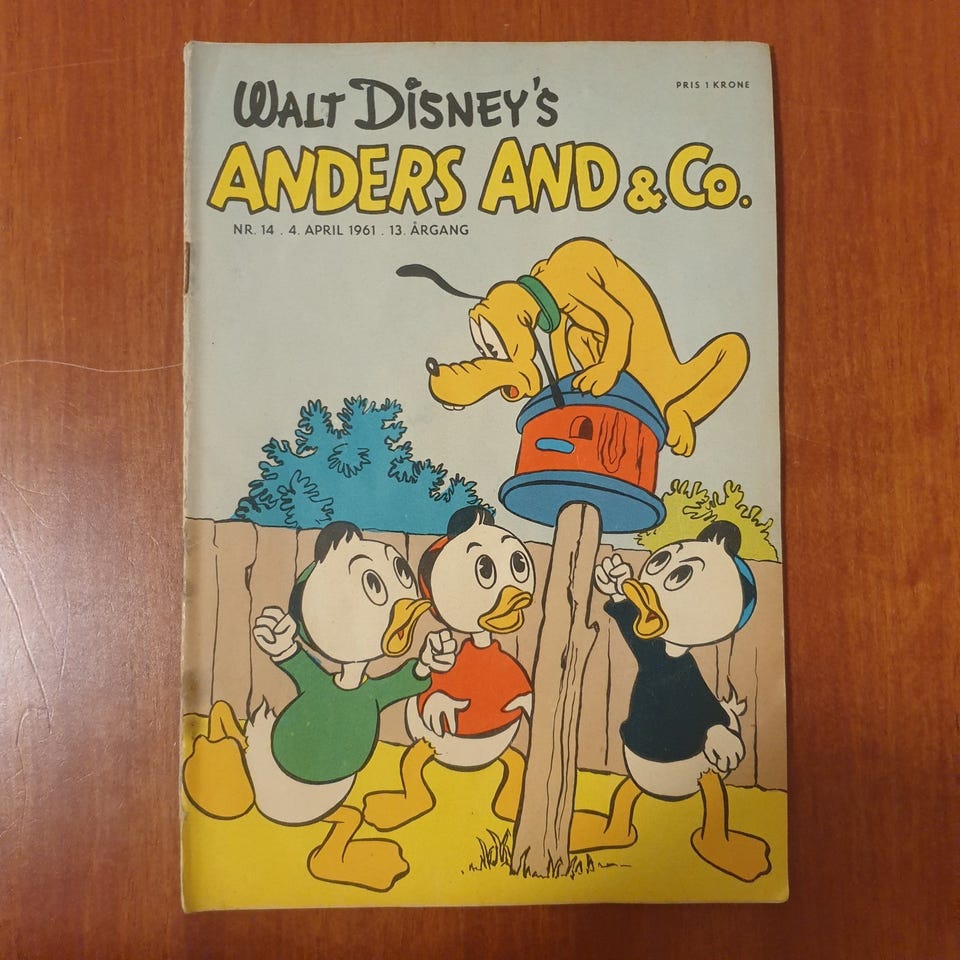 PRIS 1 KRONE
WALT DISNEY'S
ANDERS AND & Co.
NR. 14 . 4. APRIL 1961 . 13. ÅRGANG